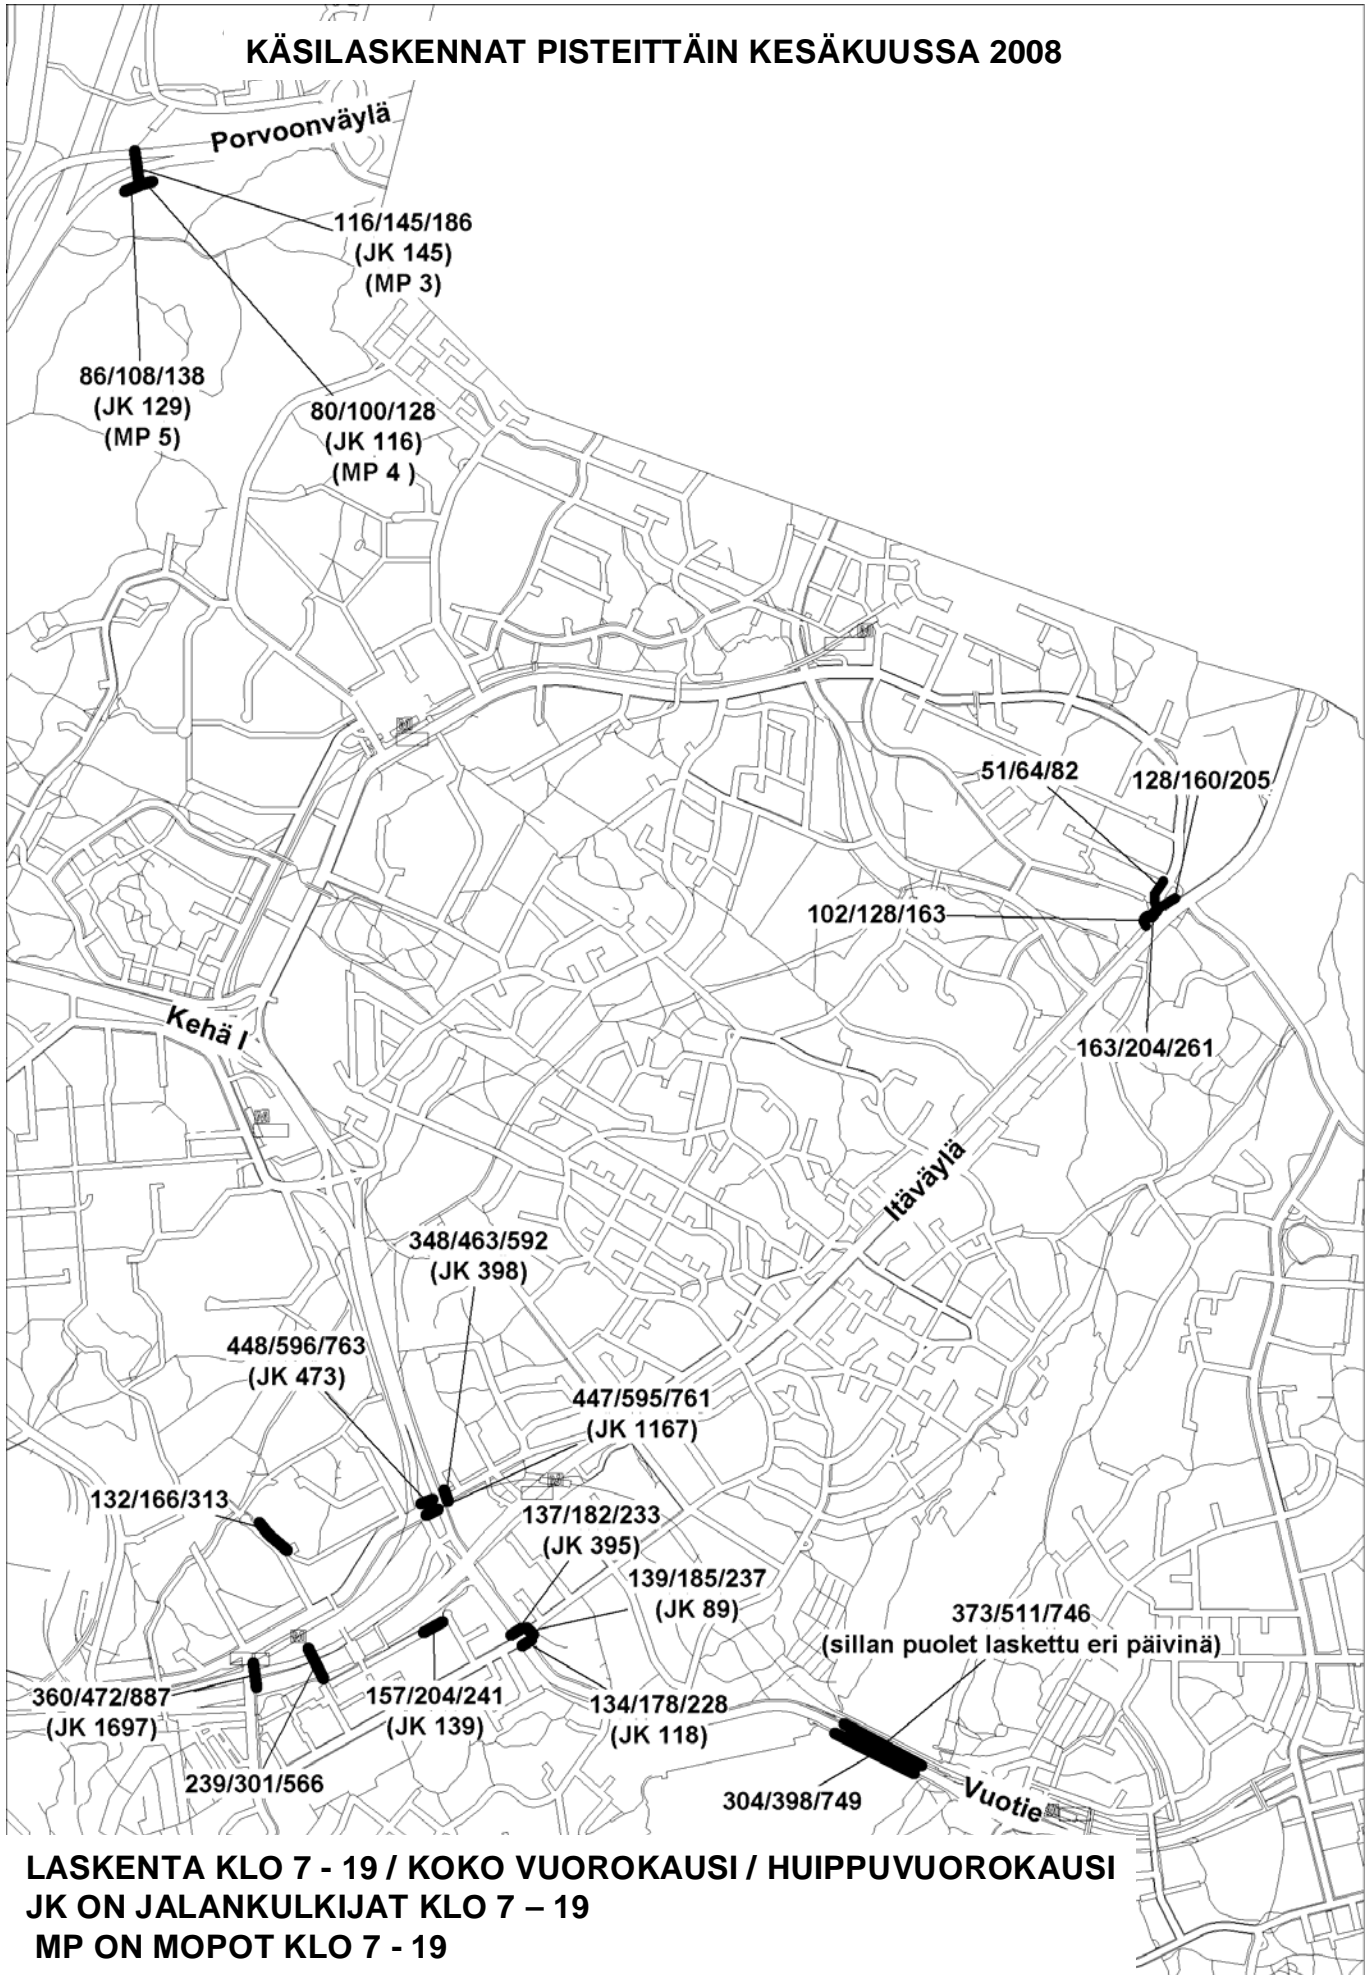 KÄSILASKENNAT PISTEITTÄIN KESÄKUUSSA 2008
Porvoonväylä
116/145/186
(JK 145)
(MP 3)
86/108/138
(JK 129)
(MP 5)
80/100/128
(JK 116)
(MP 4 )
51/64/82
128/160/205
102/128/163
163/204/261
Kehä I
Itäväylä
348/463/592
(JK 398)
448/596/763
(JK 473)
447/595/761
(JK 1167)
132/166/313
137/182/233
(JK 395)
139/185/237
(JK 89)
373/511/746
(sillan puolet laskettu eri päivinä)
360/472/887
(JK 1697)
157/204/241
(JK 139)
134/178/228
(JK 118)
239/301/566
304/398/749
Vuotie
LASKENTA KLO 7 - 19 / KOKO VUOROKAUSI / HUIPPUVUOROKAUSI
JK ON JALANKULKIJAT KLO 7 – 19
MP ON MOPOT KLO 7 - 19